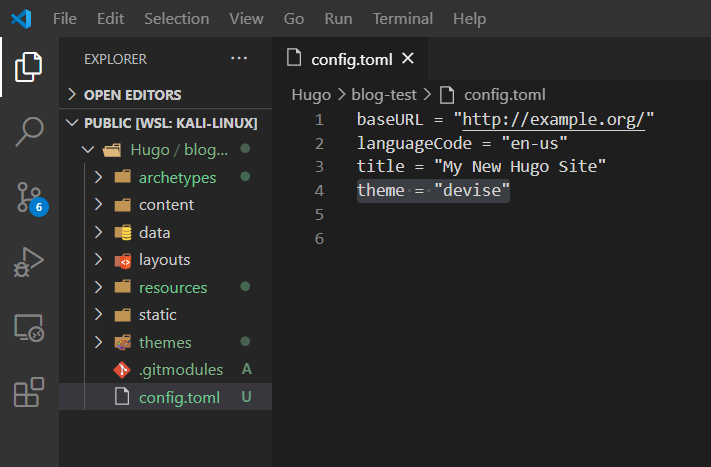 File Edit Selection View Go Run Terminal Help
EXPLORER ···
OPEN EDITORS
PUBLIC [WSL: KALI-LINUX]
Hugo / blog...
archetypes
content
data
layouts
resources
static
themes
.gitmodules A
config.toml U
6
config.toml
Hugo > blog-test > config.toml
1 baseURL = "http://example.org/"
2 languageCode = "en-us"
3 title = "My New Hugo Site"
4 theme = "devise"
5
6